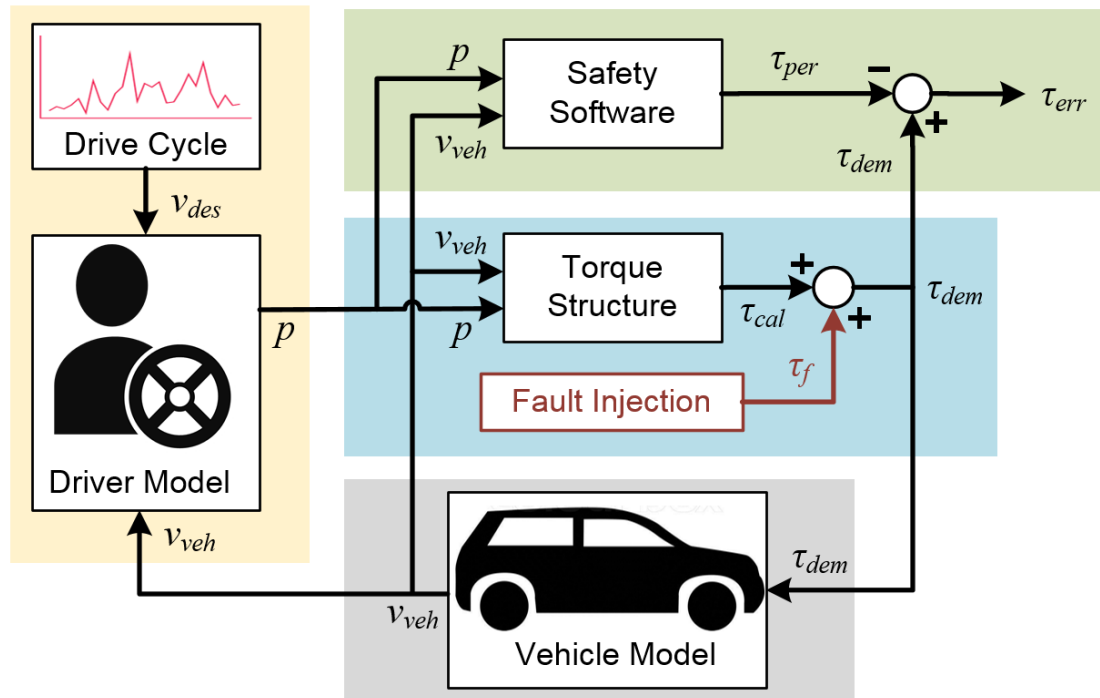 Drive Cycle
v_des
Driver Model
v_veh
p
p
v_veh
Safety
Software
τ_per
−
+
τ_err
τ_dem
v_veh
p
Torque
Structure
τ_cal
+
+
τ_dem
τ_f
Fault Injection
τ_dem
v_veh
Vehicle Model